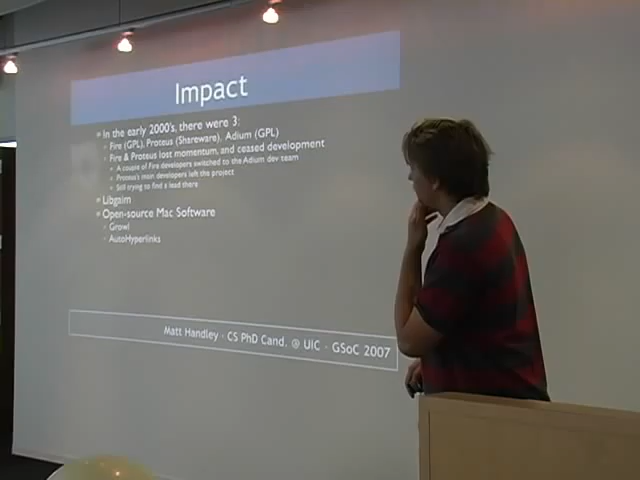 Impact
In the early 2000's, there were 3:
Fire (GPL), Proteus (Shareware), Adium (GPL)
Fire & Proteus lost momentum, and ceased development
A couple of Fire developers switched to the Adium dev team
Proteus's main developers left the project
Still trying to find a lead there
Libgaim
Open-source Mac Software
Growl
AutoHyperlinks
Matt Handley - CS PhD Cand. @ UIC - GSoC 2007